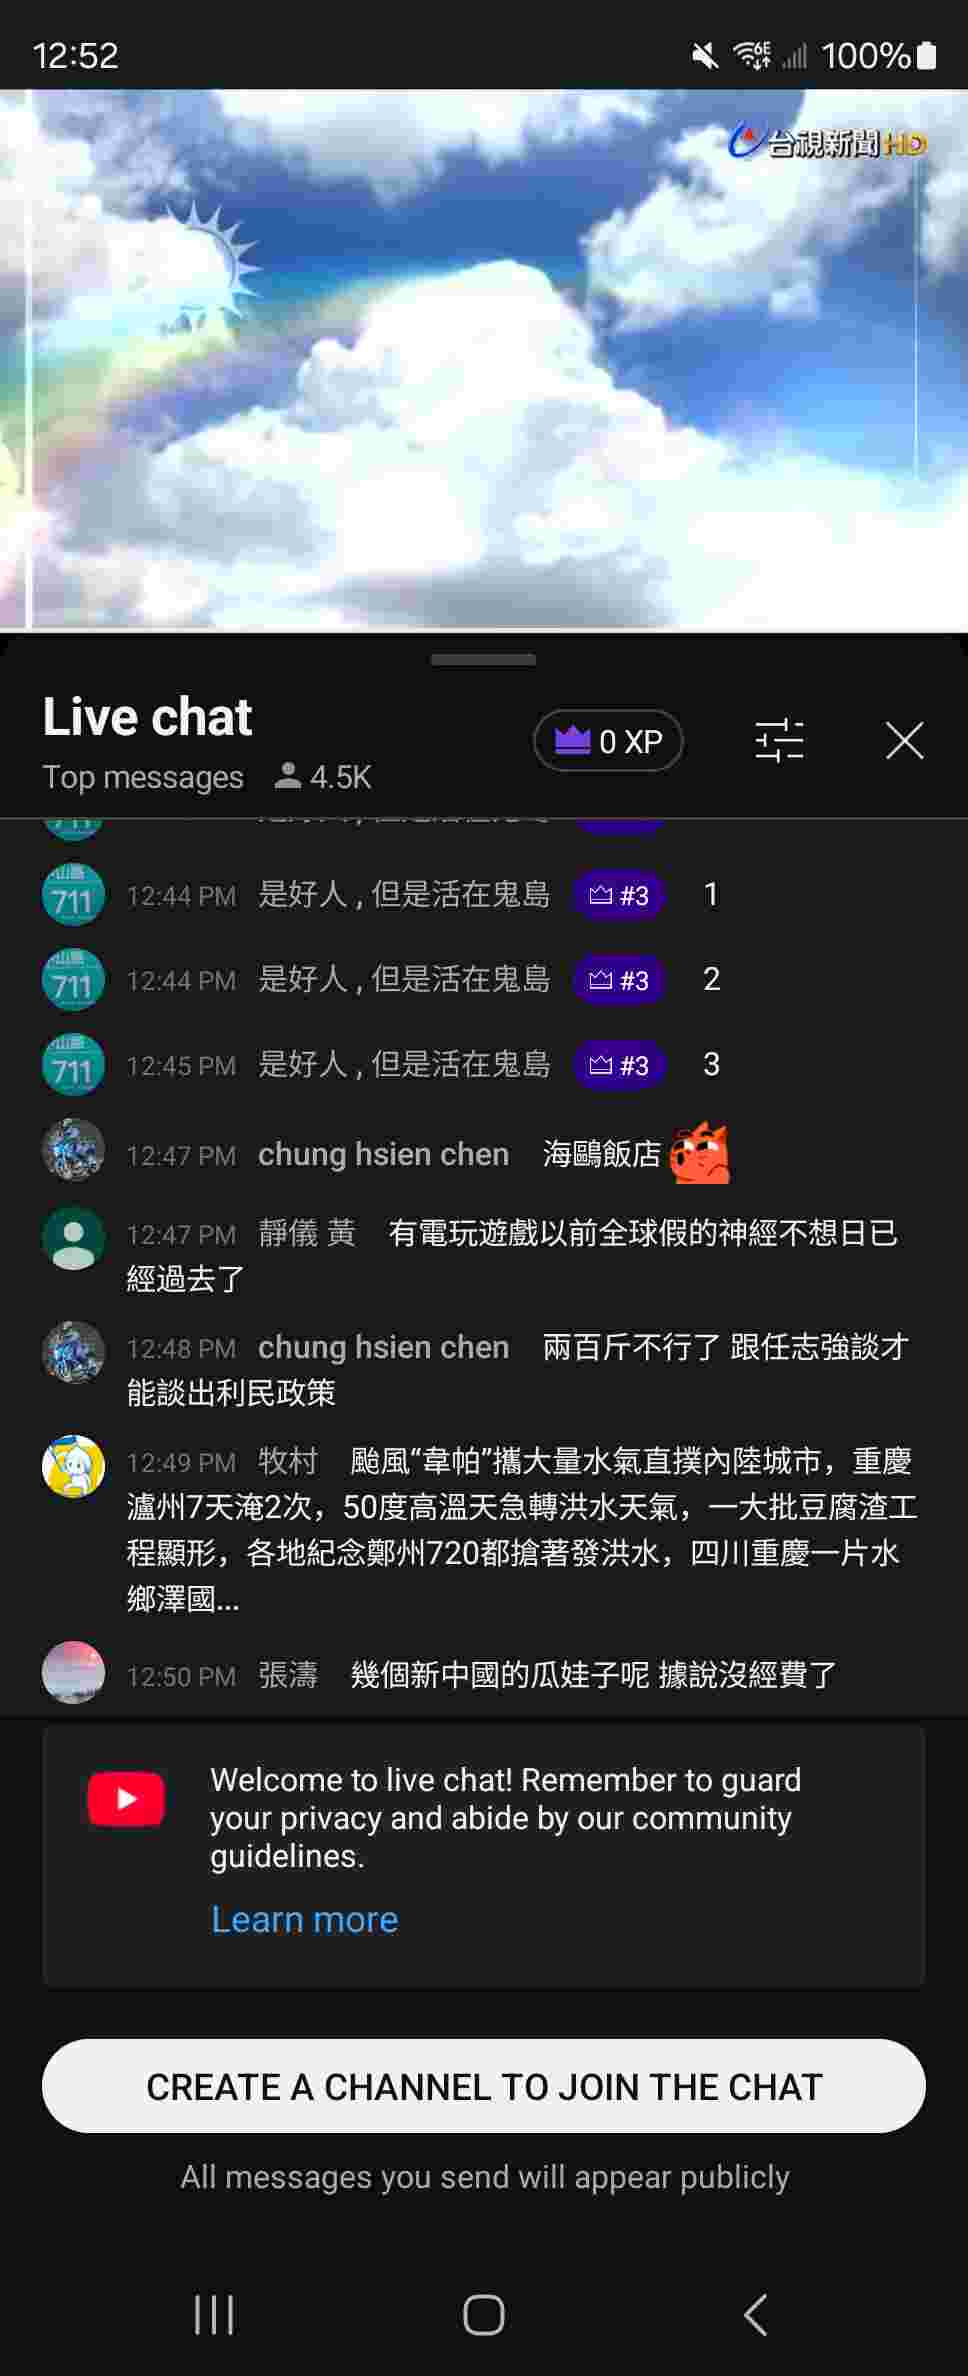 12:52
6E
100%
台視新聞HD
Live chat
0 XP
Top messages 4.5K
711 12:44 PM 是好人 , 但是活在鬼島 #3 1
711 12:44 PM 是好人 , 但是活在鬼島 #3 2
711 12:45 PM 是好人 , 但是活在鬼島 #3 3
12:47 PM chung hsien chen 海鷗飯店
12:47 PM 靜儀 黃 有電玩遊戲以前全球假的神經不想日已
經過去了
12:48 PM chung hsien chen 兩百斤不行了 跟任志強談才
能談出利民政策
12:49 PM 牧村 颱風“韋帕”攜大量水氣直撲內陸城市，重慶
瀘州7天淹2次，50度高溫天急轉洪水天氣，一大批豆腐渣工
程顯形，各地紀念鄭州720都搶著發洪水，四川重慶一片水
鄉澤國...
12:50 PM 張濤 幾個新中國的瓜娃子呢 據說沒經費了
Welcome to live chat! Remember to guard
your privacy and abide by our community
guidelines.
Learn more
CREATE A CHANNEL TO JOIN THE CHAT
All messages you send will appear publicly